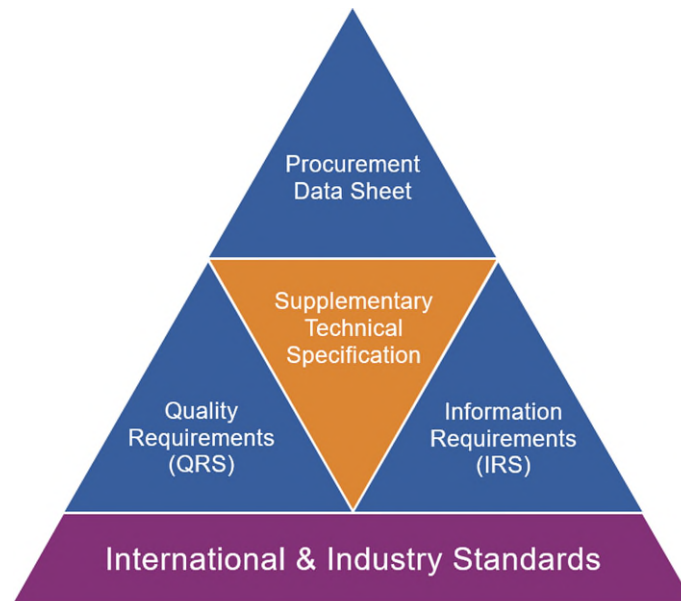 Procurement
Data Sheet
Supplementary
Technical
Specification
Quality
Requirements
(QRS)
Information
Requirements
(IRS)
International & Industry Standards